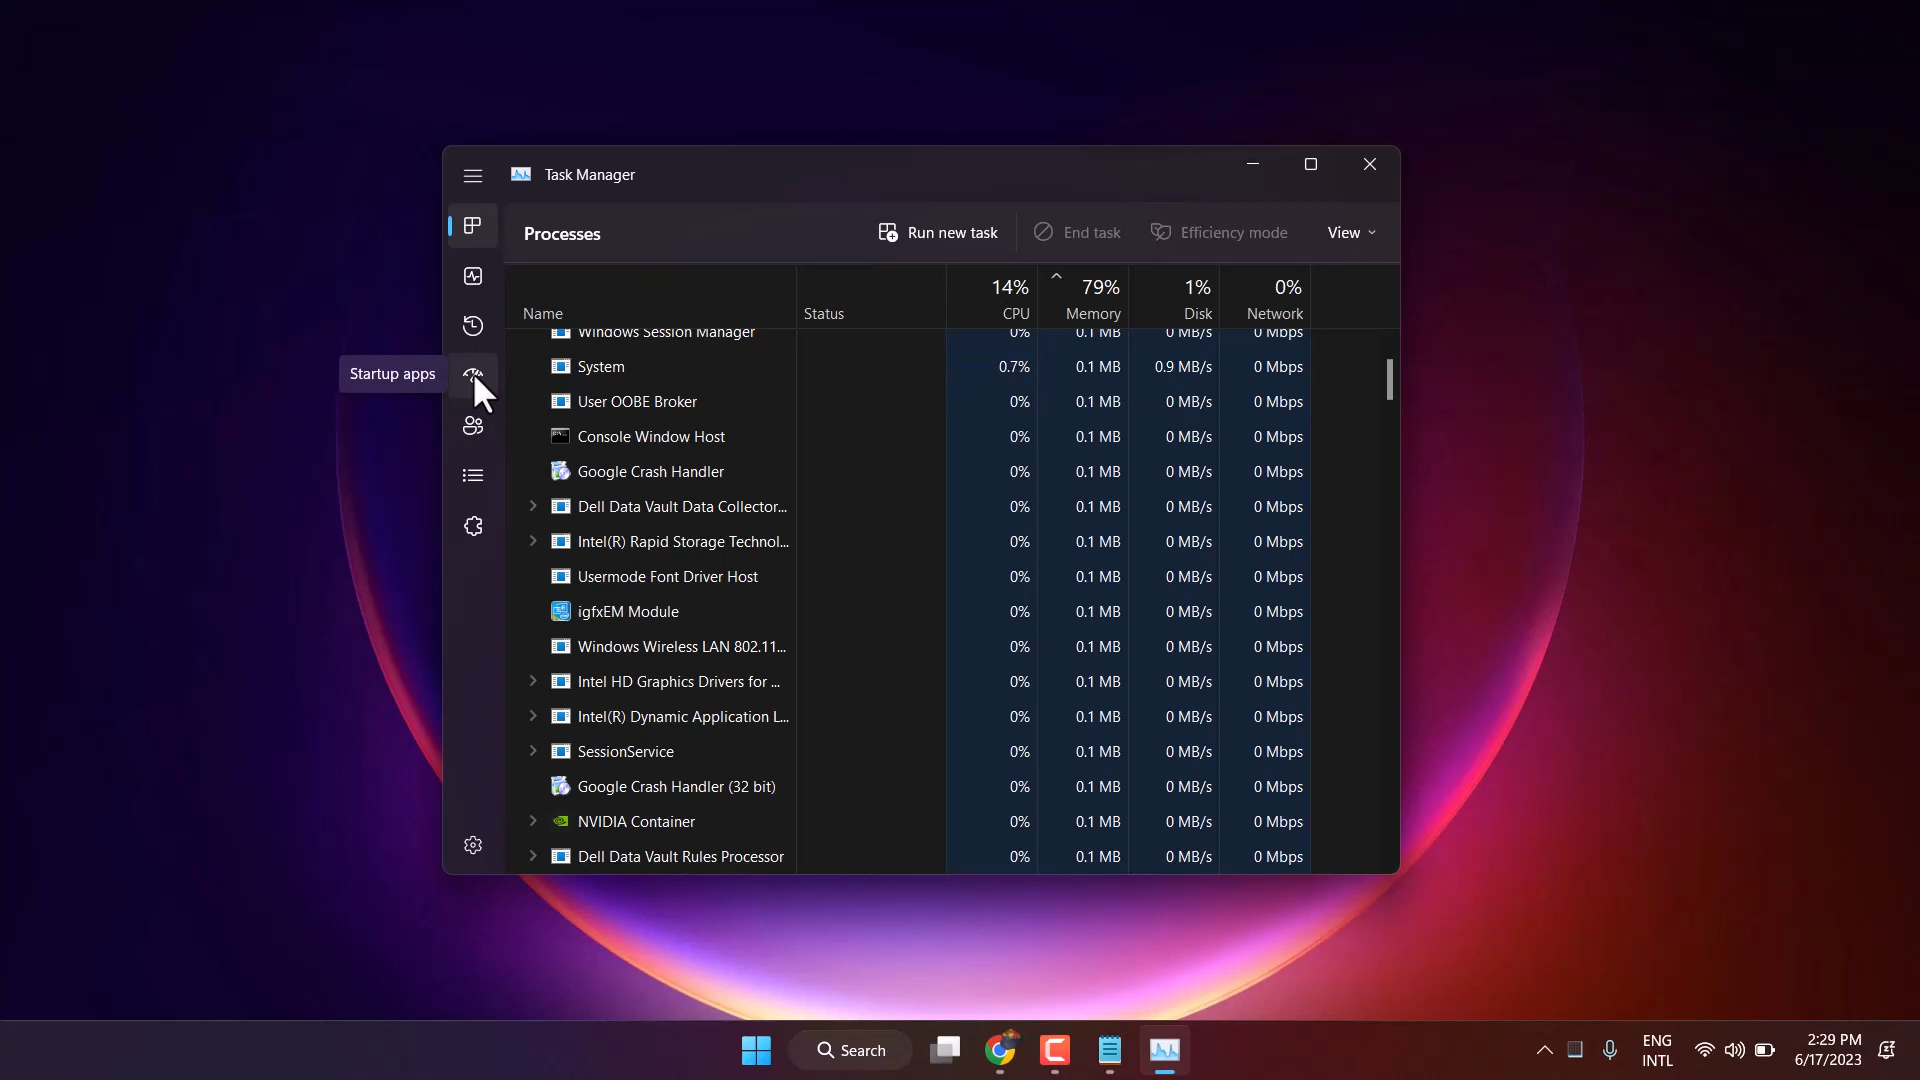 Task Manager
Processes
Run new task
End task
Efficiency mode
View
14% 79% 1% 0%
Name Status CPU Memory Disk Network
Windows Session Manager 0% 0.1 MB 0 MB/s 0 Mbps
System 0.7% 0.1 MB 0.9 MB/s 0 Mbps
Startup apps
User OOBE Broker 0% 0.1 MB 0 MB/s 0 Mbps
Console Window Host 0% 0.1 MB 0 MB/s 0 Mbps
Google Crash Handler 0% 0.1 MB 0 MB/s 0 Mbps
Dell Data Vault Data Collector... 0% 0.1 MB 0 MB/s 0 Mbps
Intel(R) Rapid Storage Technol... 0% 0.1 MB 0 MB/s 0 Mbps
Usermode Font Driver Host 0% 0.1 MB 0 MB/s 0 Mbps
igfxEM Module 0% 0.1 MB 0 MB/s 0 Mbps
Windows Wireless LAN 802.11... 0% 0.1 MB 0 MB/s 0 Mbps
Intel HD Graphics Drivers for ... 0% 0.1 MB 0 MB/s 0 Mbps
Intel(R) Dynamic Application L... 0% 0.1 MB 0 MB/s 0 Mbps
SessionService 0% 0.1 MB 0 MB/s 0 Mbps
Google Crash Handler (32 bit) 0% 0.1 MB 0 MB/s 0 Mbps
NVIDIA Container 0% 0.1 MB 0 MB/s 0 Mbps
Dell Data Vault Rules Processor 0% 0.1 MB 0 MB/s 0 Mbps
Search
ENG
INTL
2:29 PM
6/17/2023